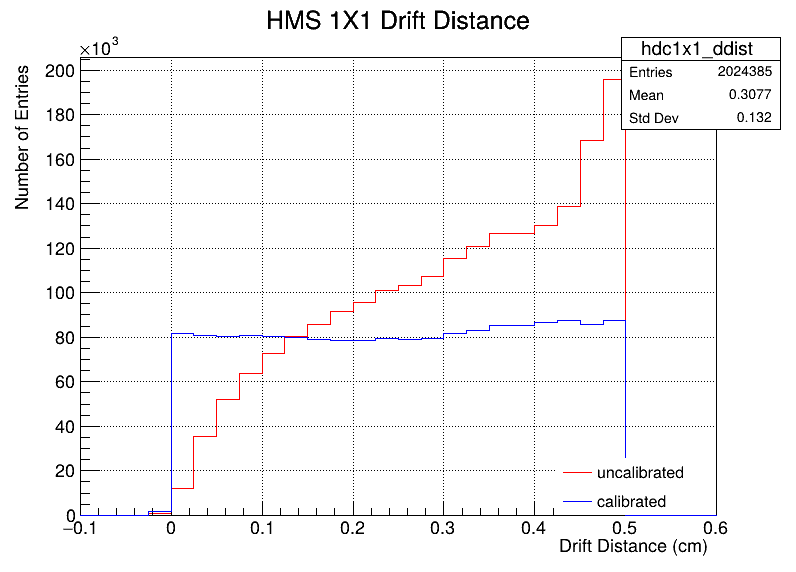 HMS 1X1 Drift Distance
×10³
hdc1x1_ddist
Entries 2024385
Mean 0.3077
Std Dev 0.132
Number of Entries
200
180
160
140
120
100
80
60
40
20
0
uncalibrated
calibrated
−0.1 0 0.1 0.2 0.3 0.4 0.5 0.6
Drift Distance (cm)